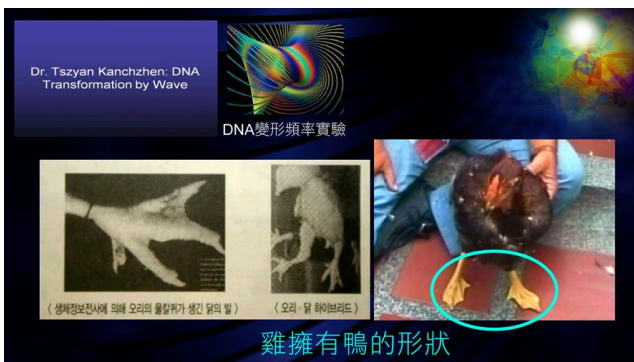 Dr. Tszyan Kanchzhen: DNA
Transformation by Wave
DNA變形頻率實驗
〈 생체정보전사에 의해 오리의 물갈퀴가 생긴 닭의 발 〉
〈 오리 · 닭 하이브리드 〉
雞擁有鴨的形狀